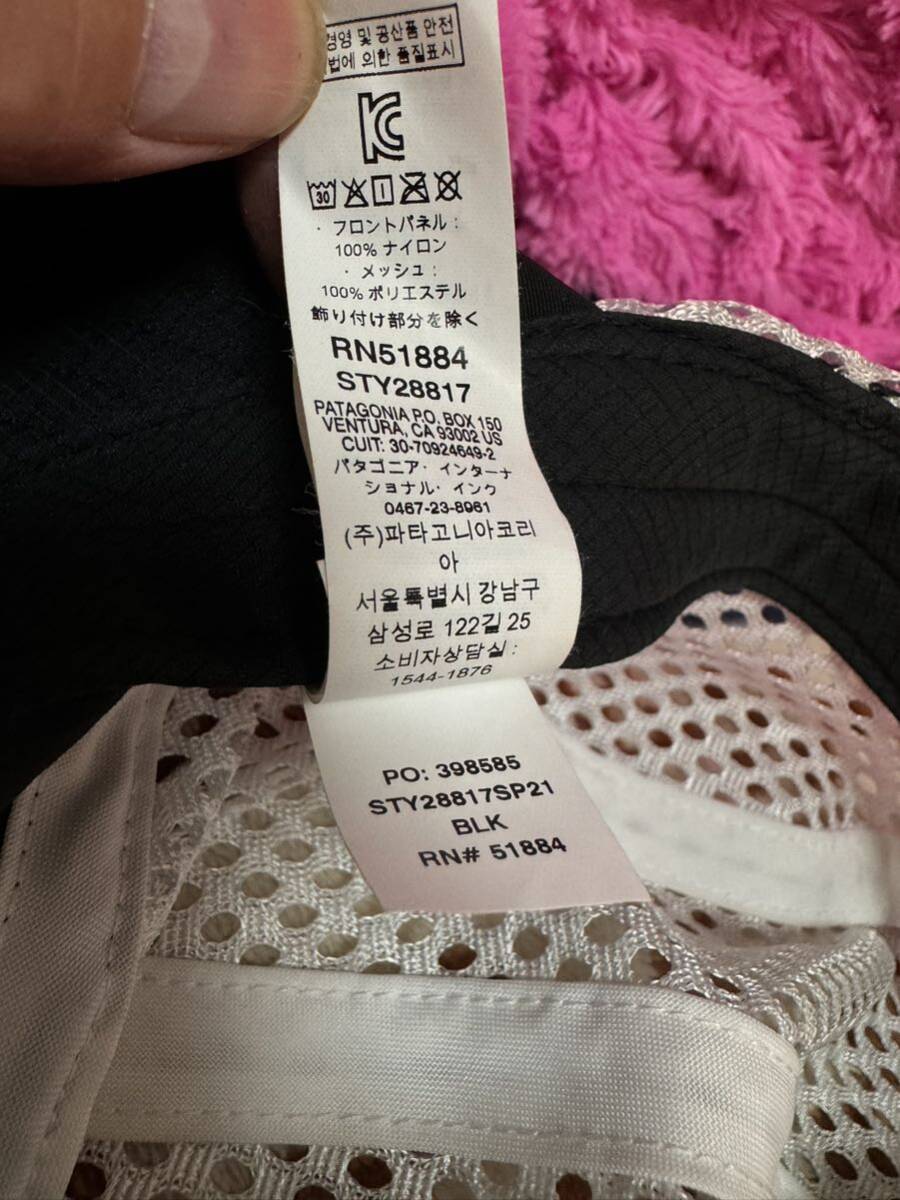 경영 및 공산품 안전
법에 의한 품질표시
30
· フロントパネル :
100% ナイロン
· メッシュ :
100% ポリエステル
飾り付け部分を除く
RN51884
STY28817
PATAGONIA P.O. BOX 150
VENTURA, CA 93002 US
CUIT: 30-70924649-2
パタゴニア・ インターナ
ショナル・ インク
0467-23-8961
(주)파타고니아코리
아
서울특별시 강남구
삼성로 122길 25
소비자상담실 :
1544-1876
PO: 398585
STY28817SP21
BLK
RN# 51884